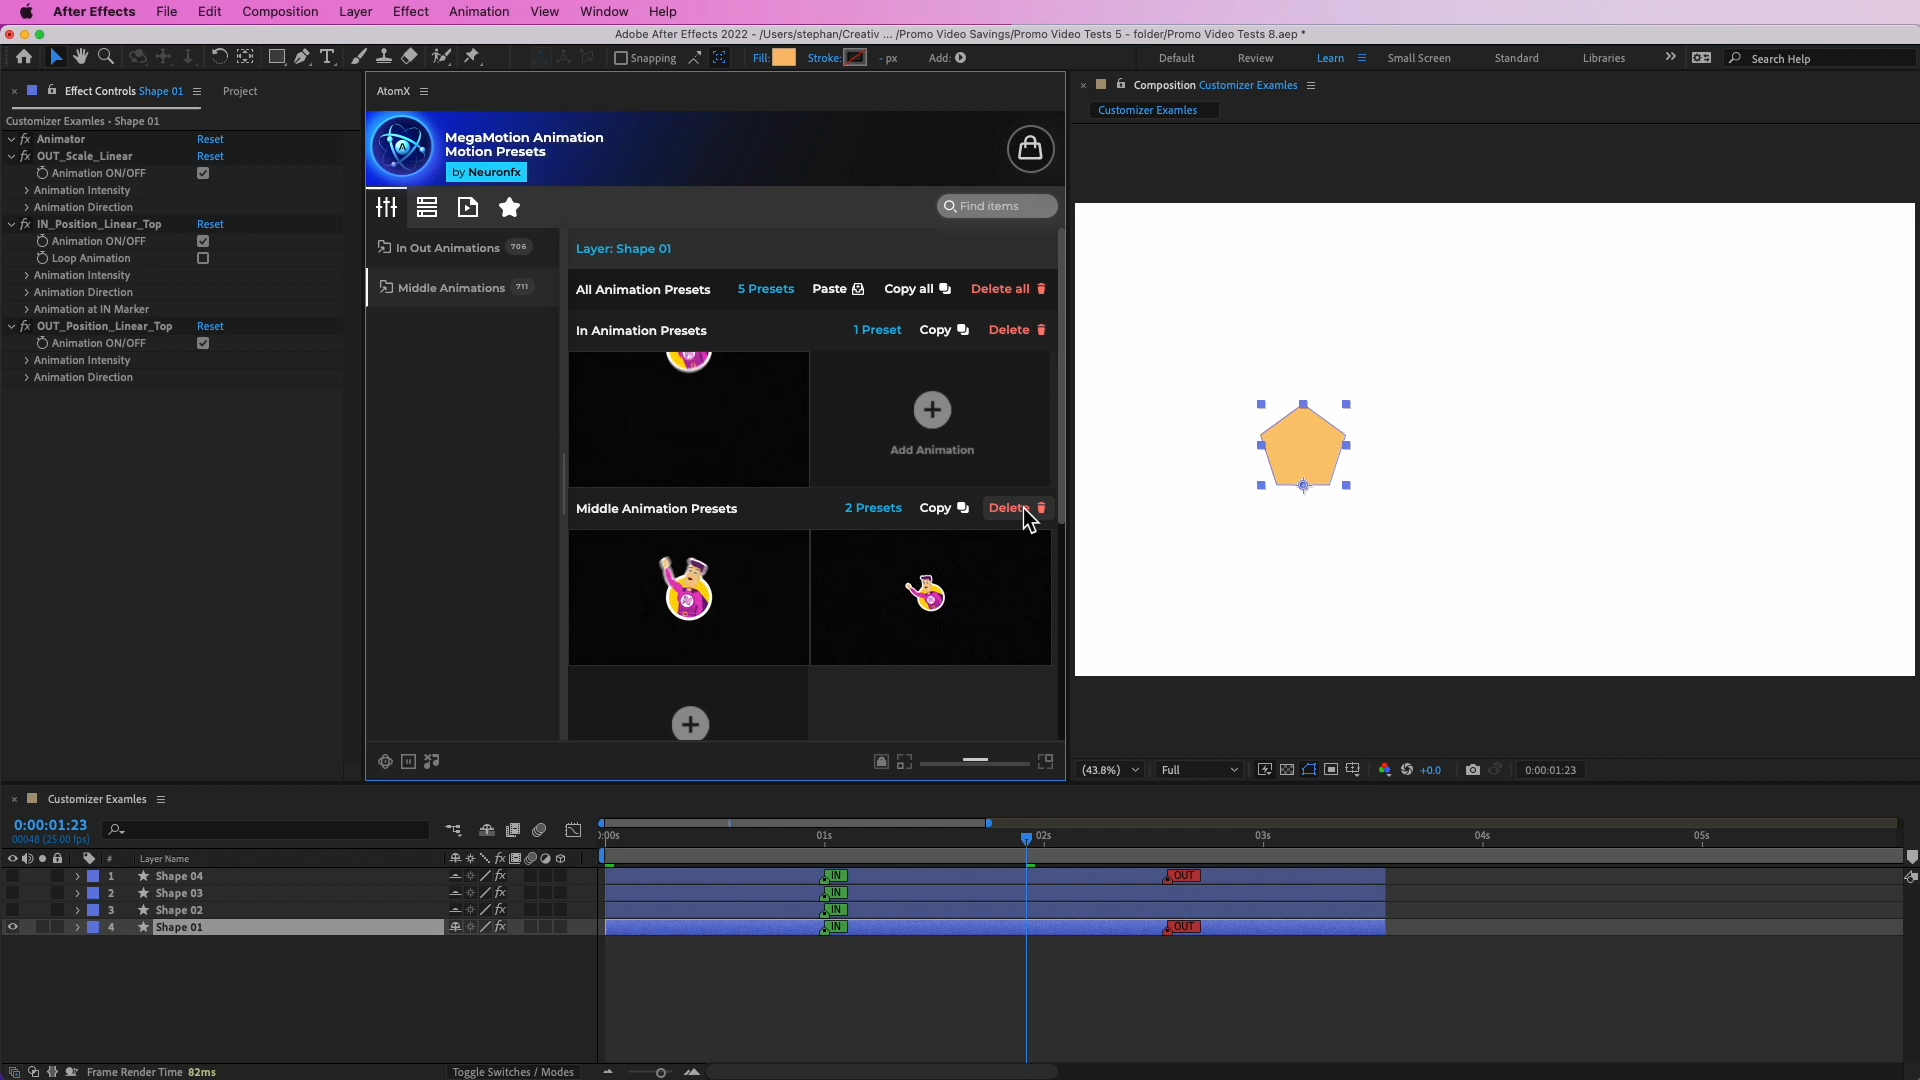 After Effects File Edit Composition Layer Effect Animation View Window Help
Adobe After Effects 2022 - /Users/stephan/Creativ ... /Promo Video Savings/Promo Video Tests 5 - folder/Promo Video Tests 8.aep *
Snapping Fill: Stroke: - px Add: Default Review Learn Small Screen Standard Libraries Search Help
Effect Controls Shape 01 Project
Customizer Examles • Shape 01
Animator Reset
OUT_Scale_Linear Reset
Animation ON/OFF
Animation Intensity
Animation Direction
IN_Position_Linear_Top Reset
Animation ON/OFF
Loop Animation
Animation Intensity
Animation Direction
Animation at IN Marker
OUT_Position_Linear_Top Reset
Animation ON/OFF
Animation Intensity
Animation Direction
AtomX
MegaMotion Animation
Motion Presets
by Neuronfx
Find items
In Out Animations 706
Middle Animations 711
Layer: Shape 01
All Animation Presets 5 Presets Paste Copy all Delete all
In Animation Presets 1 Preset Copy Delete
Add Animation
Middle Animation Presets 2 Presets Copy Delete
Composition Customizer Examles
Customizer Examles
(43.8%) Full +0.0 0:00:01:23
Customizer Examles
0:00:01:23
00048 (25.00 fps)
# Layer Name
1 Shape 04
2 Shape 03
3 Shape 02
4 Shape 01
01s 02s 03s 04s 05s
IN OUT
IN
IN
IN OUT
Frame Render Time 82ms Toggle Switches / Modes